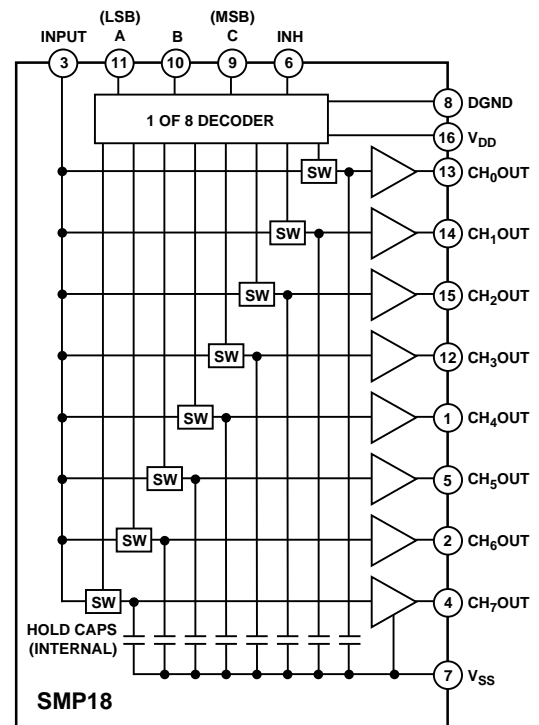 (LSB) (MSB)
INPUT A B C INH
3 11 10 9 6
1 OF 8 DECODER
8 DGND
16 VDD
SW 13 CH0OUT
SW 14 CH1OUT
SW 15 CH2OUT
SW 12 CH3OUT
SW 1 CH4OUT
SW 5 CH5OUT
SW 2 CH6OUT
SW 4 CH7OUT
HOLD CAPS
(INTERNAL)
7 VSS
SMP18